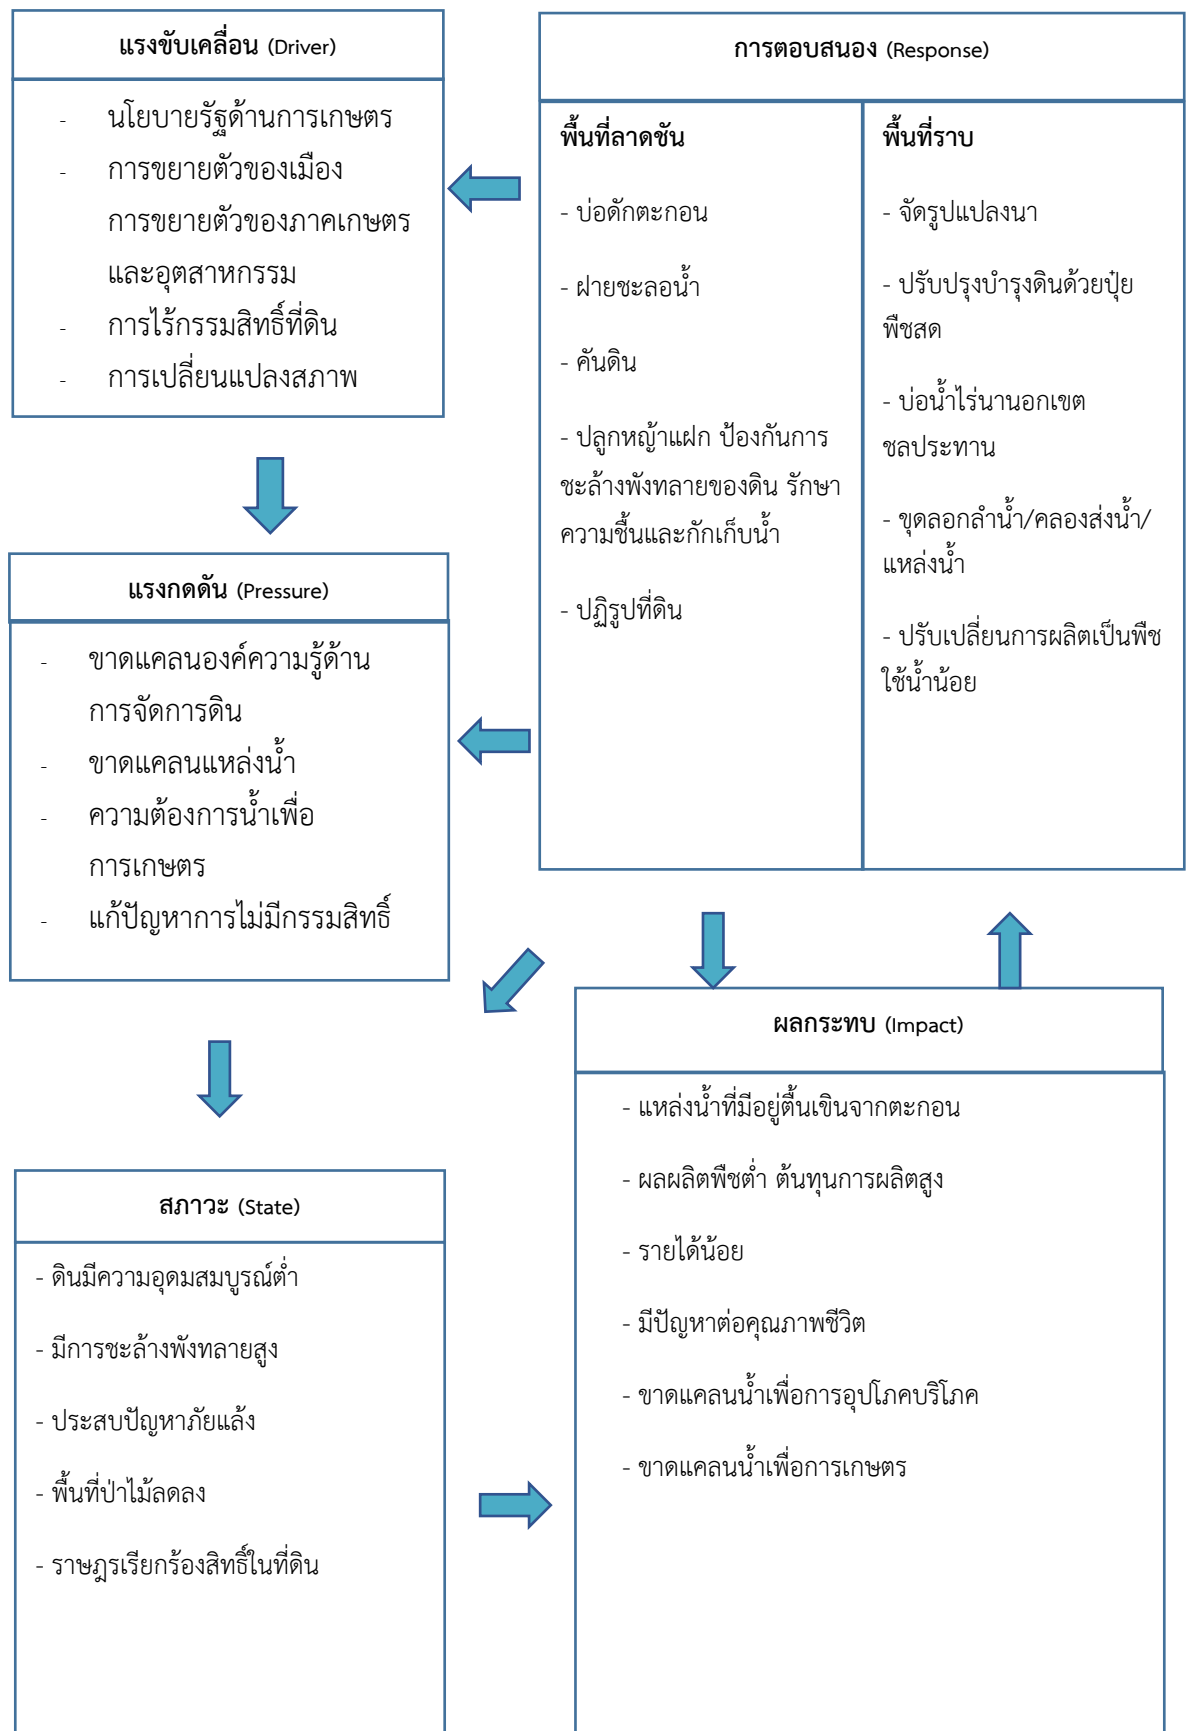 แรงขับเคลื่อน (Driver)
- นโยบายรัฐด้านการเกษตร
- การขยายตัวของเมือง
การขยายตัวของภาคเกษตร
และอุตสาหกรรม
- การไร้กรรมสิทธิ์ที่ดิน
- การเปลี่ยนแปลงสภาพ
แรงกดดัน (Pressure)
- ขาดแคลนองค์ความรู้ด้าน
การจัดการดิน
- ขาดแคลนแหล่งน้ำ
- ความต้องการน้ำเพื่อ
การเกษตร
- แก้ปัญหาการไม่มีกรรมสิทธิ์
สภาวะ (State)
- ดินมีความอุดมสมบูรณ์ต่ำ
- มีการชะล้างพังทลายสูง
- ประสบปัญหาภัยแล้ง
- พื้นที่ป่าไม้ลดลง
- ราษฎรเรียกร้องสิทธิ์ในที่ดิน
การตอบสนอง (Response)
พื้นที่ลาดชัน
- บ่อดักตะกอน
- ฝายชะลอน้ำ
- คันดิน
- ปลูกหญ้าแฝก ป้องกันการ
ชะล้างพังทลายของดิน รักษา
ความชื้นและกักเก็บน้ำ
- ปฏิรูปที่ดิน
พื้นที่ราบ
- จัดรูปแปลงนา
- ปรับปรุงบำรุงดินด้วยปุ๋ย
พืชสด
- บ่อน้ำไร่นานอกเขต
ชลประทาน
- ขุดลอกลำน้ำ/คลองส่งน้ำ/
แหล่งน้ำ
- ปรับเปลี่ยนการผลิตเป็นพืช
ใช้น้ำน้อย
ผลกระทบ (Impact)
- แหล่งน้ำที่มีอยู่ตื้นเขินจากตะกอน
- ผลผลิตพืชต่ำ ต้นทุนการผลิตสูง
- รายได้น้อย
- มีปัญหาต่อคุณภาพชีวิต
- ขาดแคลนน้ำเพื่อการอุปโภคบริโภค
- ขาดแคลนน้ำเพื่อการเกษตร